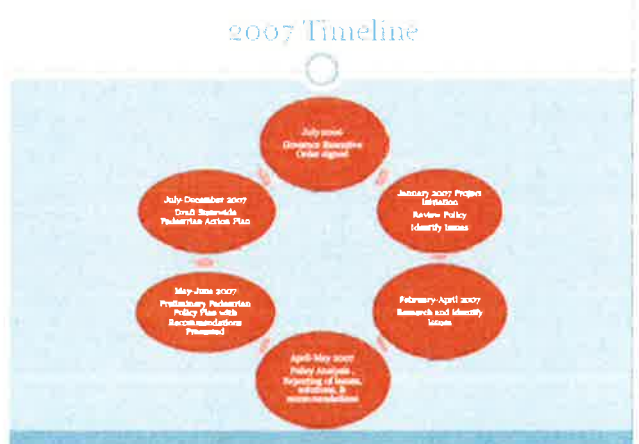 2007 Timeline
July 2006
Governor Executive
Order signed
January 2007 Project
Initiation
Review Policy
Identify Issues
February-April 2007
Research and Identify
Issues
April-May 2007
Policy Analysis,
Reporting of issues,
solutions, &
recommendations
May-June 2007
Preliminary Pedestrian
Policy Plan with
Recommendations
Presented
July-December 2007
Draft Statewide
Pedestrian Action Plan